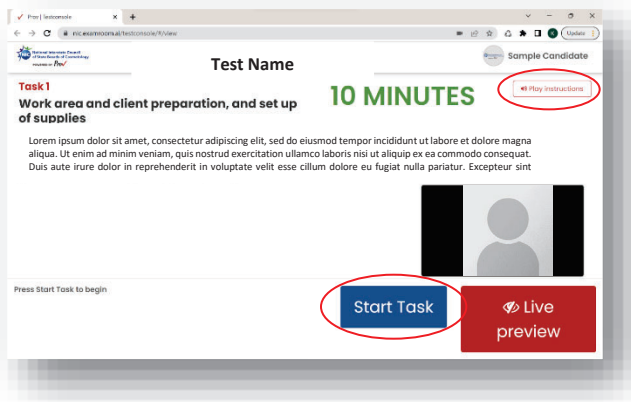 Prov | Testconsole
nic.examroom.ai/testconsole/R/view
Update
National Interstate Council
of State Boards of Cosmetology
POWERED BY Prov
Test Name
Sample Candidate
Task 1
Work area and client preparation, and set up
of supplies
10 MINUTES
Play instructions
Lorem ipsum dolor sit amet, consectetur adipiscing elit, sed do eiusmod tempor incididunt ut labore et dolore magna
aliqua. Ut enim ad minim veniam, quis nostrud exercitation ullamco laboris nisi ut aliquip ex ea commodo consequat.
Duis aute irure dolor in reprehenderit in voluptate velit esse cillum dolore eu fugiat nulla pariatur. Excepteur sint
Press Start Task to begin
Start Task
Live
preview